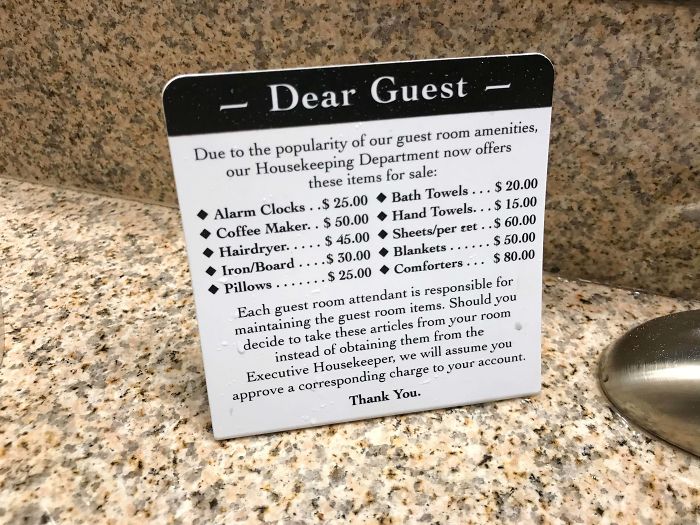 — Dear Guest —
Due to the popularity of our guest room amenities,
our Housekeeping Department now offers
these items for sale:
◆ Alarm Clocks . . $ 25.00
◆ Coffee Maker. . $ 50.00
◆ Hairdryer. . . . . $ 45.00
◆ Iron/Board . . . . $ 30.00
◆ Pillows . . . . . . . . $ 25.00
◆ Bath Towels . . . $ 20.00
◆ Hand Towels. . . $ 15.00
◆ Sheets/per set . . $ 60.00
◆ Blankets . . . . . . $ 50.00
◆ Comforters . . . $ 80.00
Each guest room attendant is responsible for
maintaining the guest room items. Should you
decide to take these articles from your room
instead of obtaining them from the
Executive Housekeeper, we will assume you
approve a corresponding charge to your account.
Thank You.